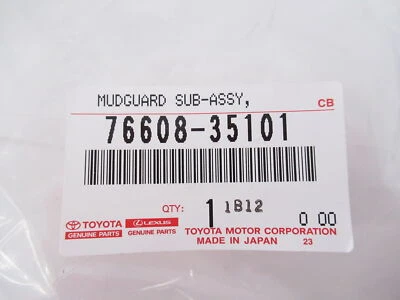 MUDGUARD SUB-ASSY,
CB
76608-35101
QTY: 1 1B12 0 00
TOYOTA LEXUS TOYOTA MOTOR CORPORATION
GENUINE PARTS GENUINE PARTS MADE IN JAPAN 23